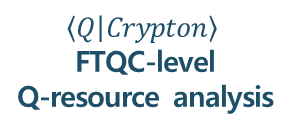 ⟨Q|Crypton⟩
FTQC-level
Q-resource analysis